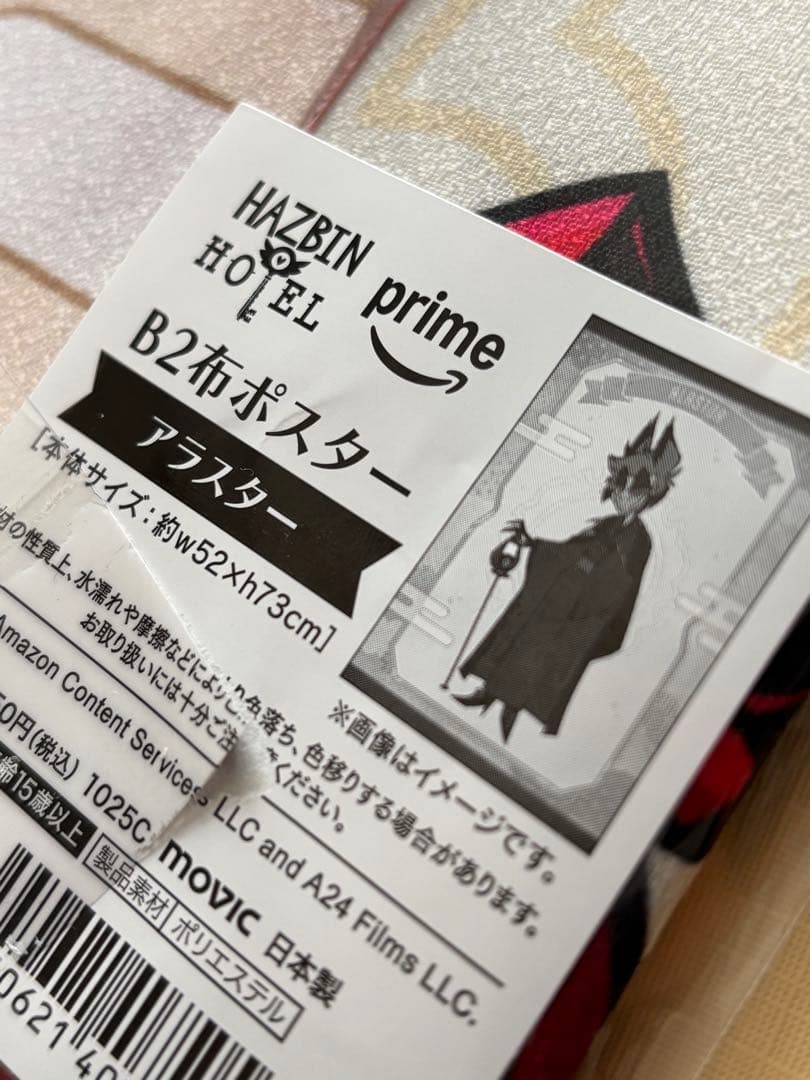 HAZBIN
HOTEL
prime
B2布ポスター
アラスター
ALASTOR
[本体サイズ:約w52×h73cm]
※画像はイメージです。
材の性質上、水濡れや摩擦などにより色落ち、色移りする場合があります。
お取り扱いには十分ご注意ください。
Amazon Content Services LLC and A24 Films LLC.
50円(税込) 1025C
齢15歳以上
movic 日本製
製品素材 ポリエステル
0621